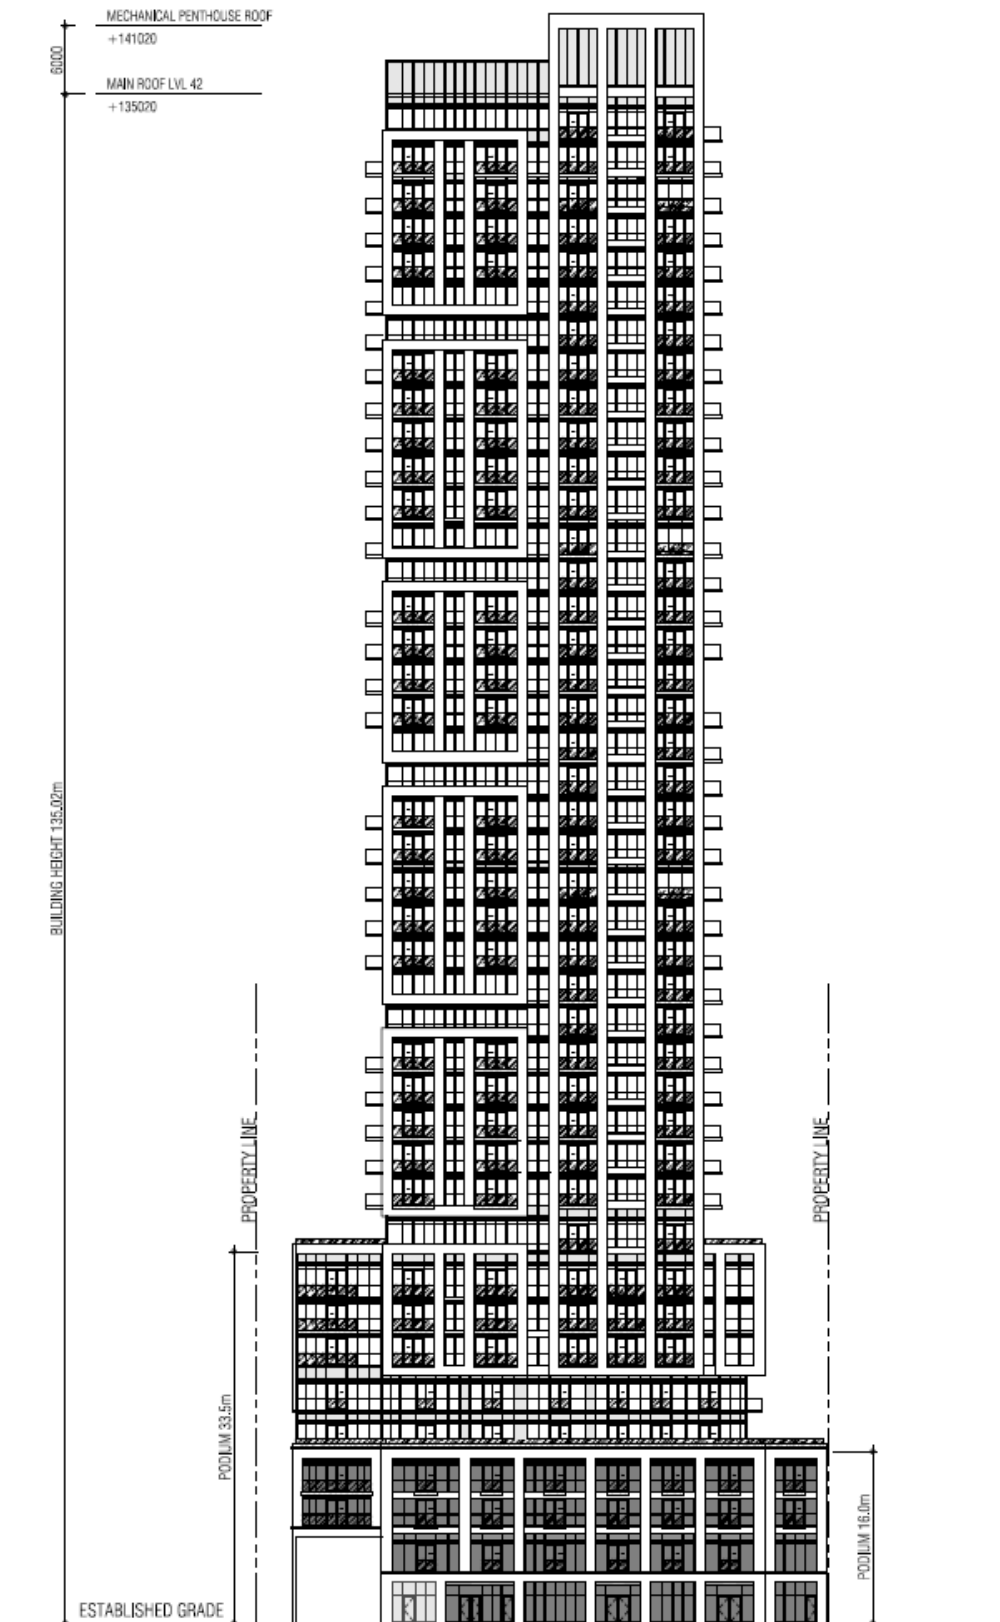 MECHANICAL PENTHOUSE ROOF
+141020
6000
MAIN ROOF LVL 42
+135020
BUILDING HEIGHT 135.02m
PROPERTY LINE
PROPERTY LINE
PODIUM 33.5m
PODIUM 16.0m
ESTABLISHED GRADE